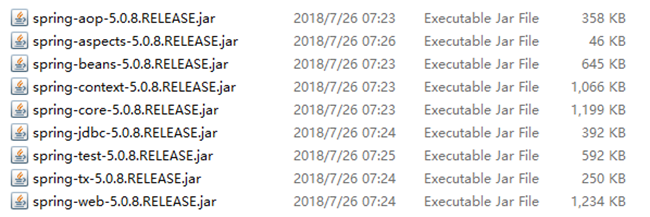 spring-aop-5.0.8.RELEASE.jar 2018/7/26 07:23 Executable Jar File 358 KB
spring-aspects-5.0.8.RELEASE.jar 2018/7/26 07:26 Executable Jar File 46 KB
spring-beans-5.0.8.RELEASE.jar 2018/7/26 07:23 Executable Jar File 645 KB
spring-context-5.0.8.RELEASE.jar 2018/7/26 07:23 Executable Jar File 1,066 KB
spring-core-5.0.8.RELEASE.jar 2018/7/26 07:23 Executable Jar File 1,199 KB
spring-jdbc-5.0.8.RELEASE.jar 2018/7/26 07:24 Executable Jar File 392 KB
spring-test-5.0.8.RELEASE.jar 2018/7/26 07:25 Executable Jar File 592 KB
spring-tx-5.0.8.RELEASE.jar 2018/7/26 07:24 Executable Jar File 250 KB
spring-web-5.0.8.RELEASE.jar 2018/7/26 07:24 Executable Jar File 1,234 KB